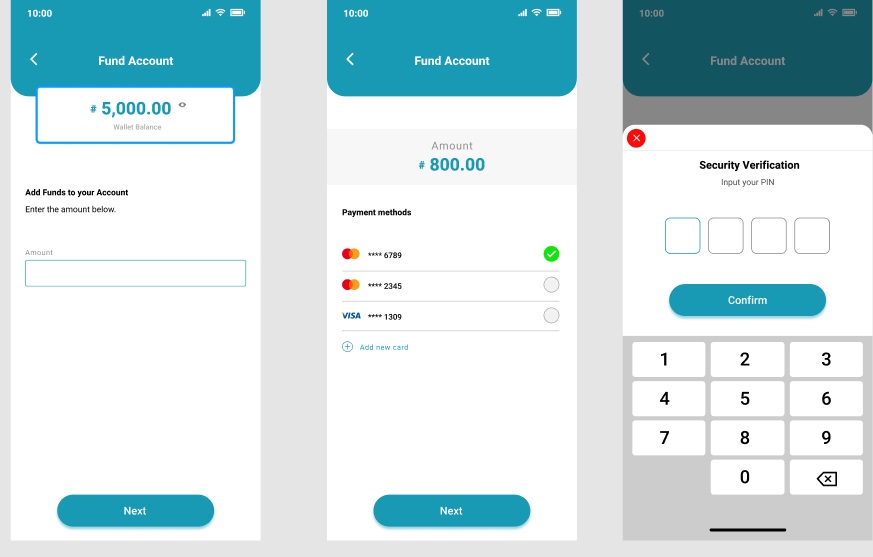 10:00
Fund Account
# 5,000.00
Wallet Balance
Add Funds to your Account
Enter the amount below.
Amount
Next
10:00
Fund Account
Amount
# 800.00
Payment methods
**** 6789
**** 2345
VISA **** 1309
Add new card
Next
10:00
Fund Account
Security Verification
Input your PIN
Confirm
1 2 3
4 5 6
7 8 9
0